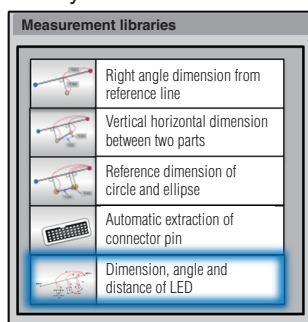 Measurement libraries
Right angle dimension from
reference line
Vertical horizontal dimension
between two parts
Reference dimension of
circle and ellipse
Automatic extraction of
connector pin
Dimension, angle and
distance of LED